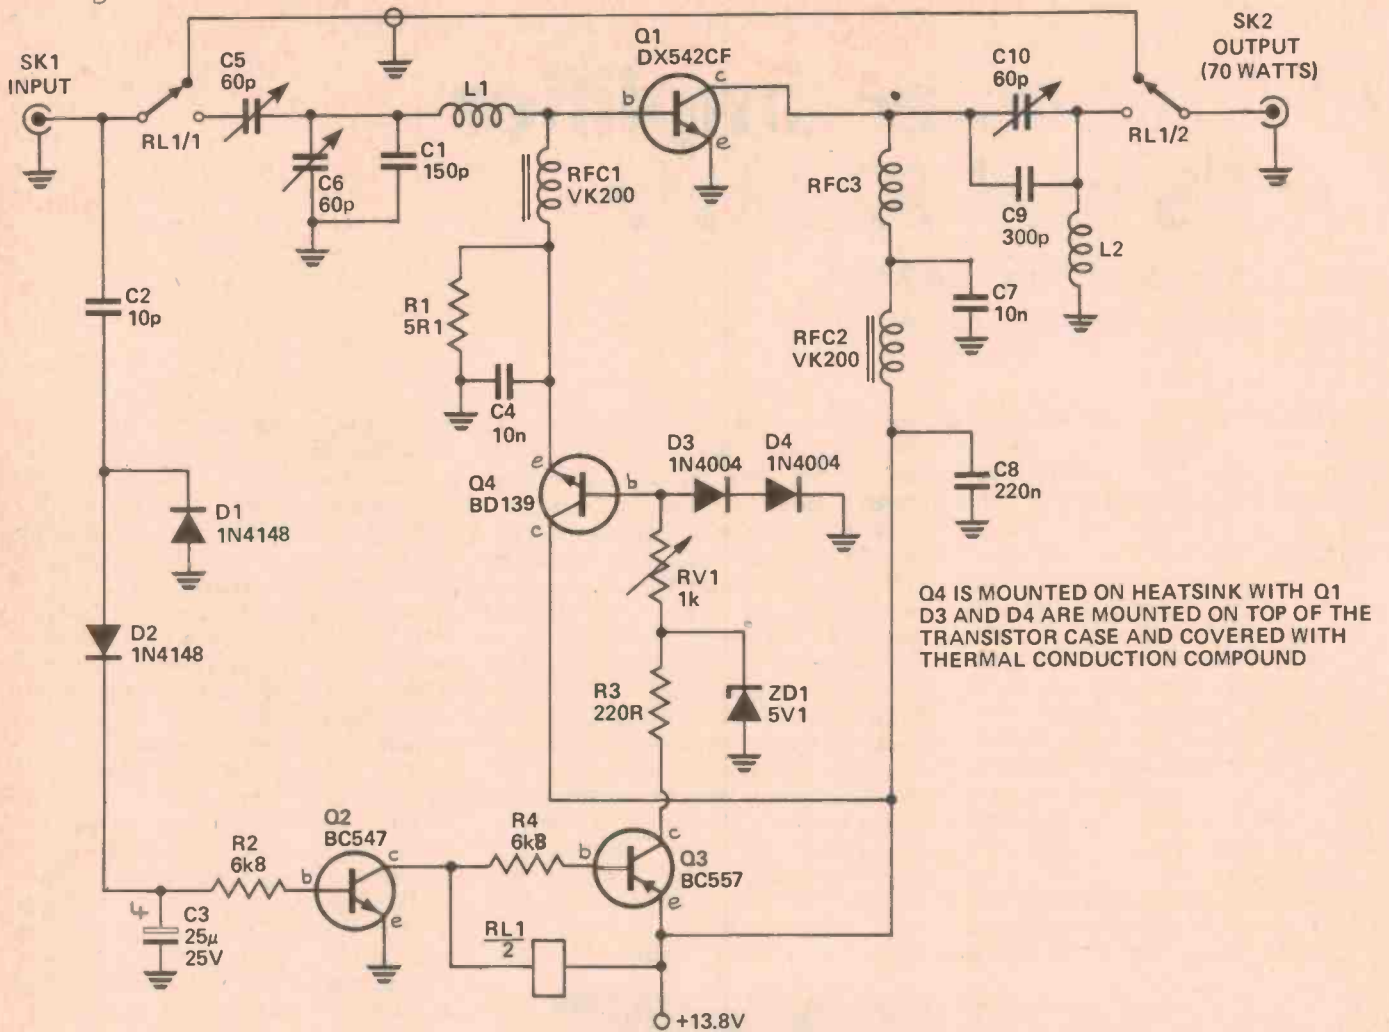 SK1
INPUT
RL1/1
C5
60p
C6
60p
C1
150p
L1
Q1
DX542CF
b
c
e
C10
60p
SK2
OUTPUT
(70 WATTS)
RL1/2
RFC1
VK200
RFC3
C9
300p
L2
C2
10p
R1
5R1
C4
10n
C7
10n
RFC2
VK200
Q4
BD139
e
b
c
D3
1N4004
D4
1N4004
C8
220n
D1
1N4148
RV1
1k
D2
1N4148
R3
220R
ZD1
5V1
Q4 IS MOUNTED ON HEATSINK WITH Q1
D3 AND D4 ARE MOUNTED ON TOP OF THE
TRANSISTOR CASE AND COVERED WITH
THERMAL CONDUCTION COMPOUND
R2
6k8
Q2
BC547
b
c
e
R4
6k8
b
c
e
Q3
BC557
+
C3
25µ
25V
RL1
2
+13.8V